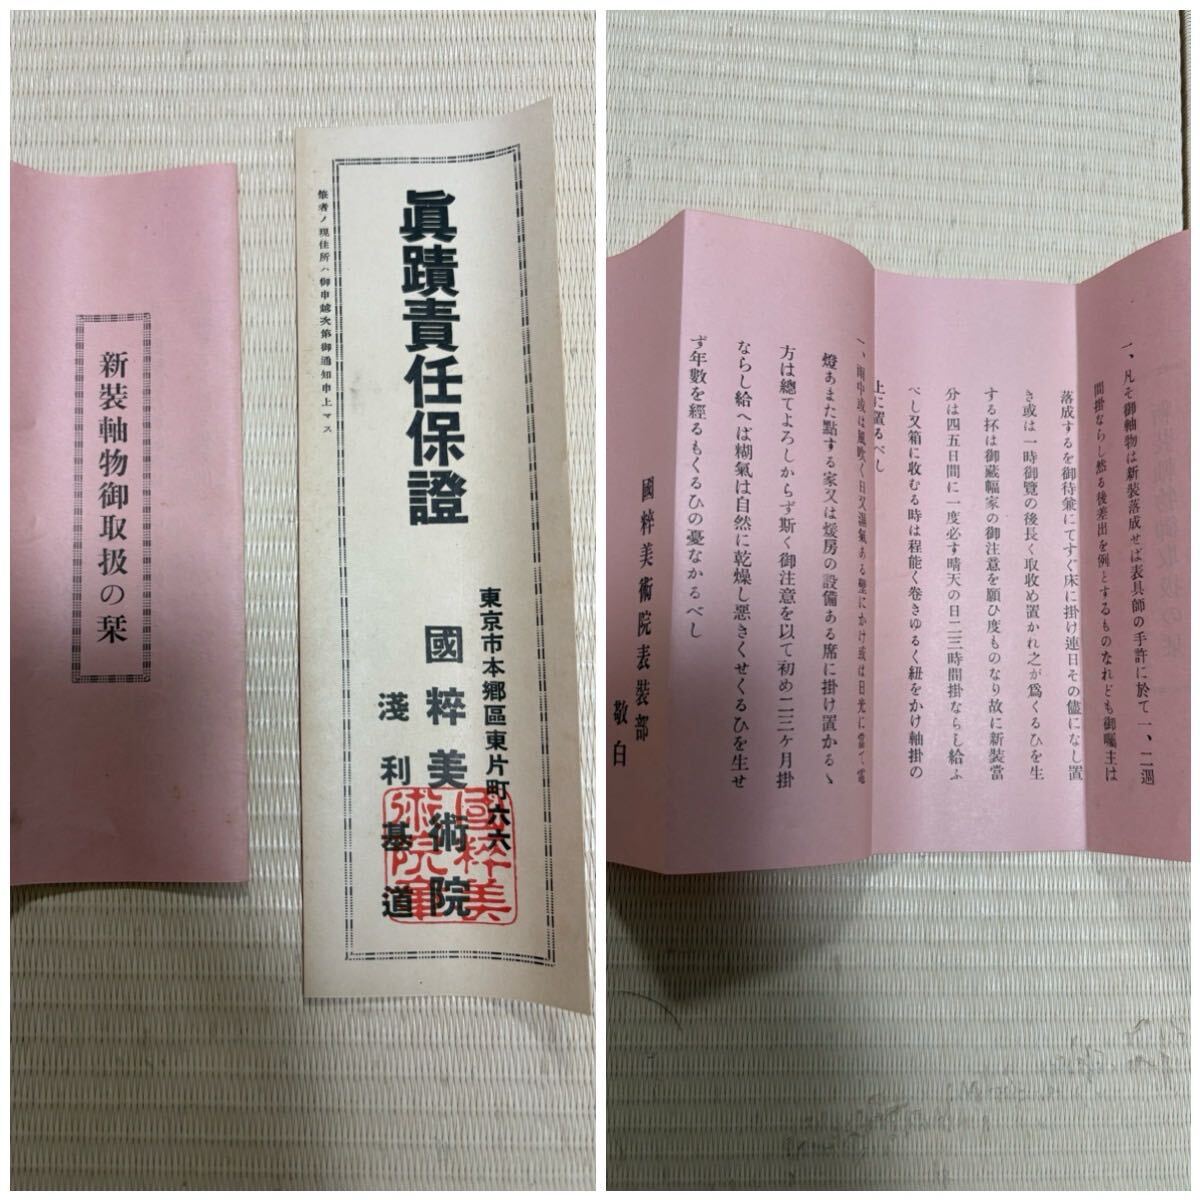 新裝軸物御取扱の栞
眞蹟責任保證
東京市本鄕區東片町六六
國粹美術院
淺利基道
筆者ノ現住所ハ御申越次第御通知申上マス
國粹美術院章
一、凡そ御軸物は新裝落成せば表具師の手許に於て一、二週
間掛ならし然る後差出を例とするものなれども御囑主は
落成するを御待兼にてすぐ床に掛け連日その儘になし置
き或は一時御覽の後長く取收め置かれ之が爲くるひを生
する杯は御藏幅家の御注意を願ひ度ものなり故に新裝當
分は四五日間に一度必す晴天の日二三時間掛ならし給ふ
べし又箱に收むる時は程能く卷きゆるく紐をかけ軸掛の
上に置るべし
一、雨中或は風吹く日又濕氣ある壁にかけ或は日光に當て、電
燈あまた點する家又は煖房の設備ある席に掛け置かるゝ
方は總てよろしからず斯く御注意を以て初め二三ヶ月掛
ならし給へば糊氣は自然に乾燥し惡きくせくるひを生せ
ず年數を經るもくるひの憂なかるべし
國粹美術院表裝部
敬白